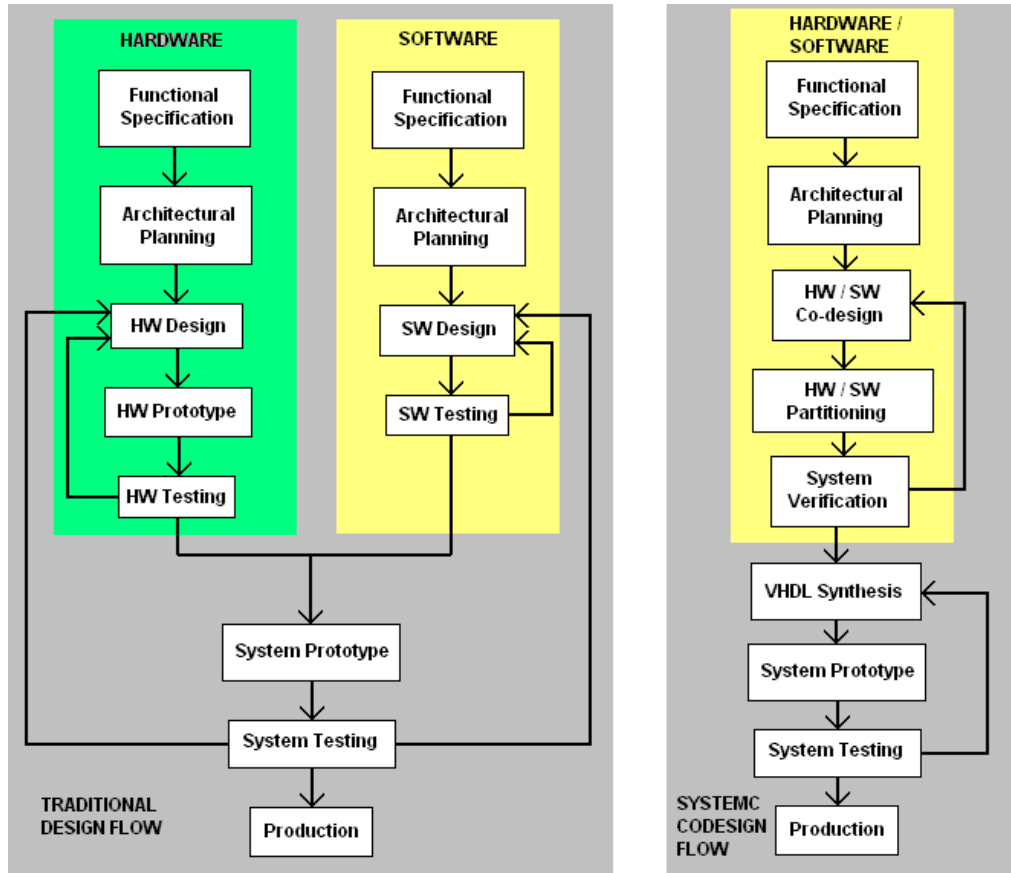 HARDWARE
Functional
Specification
Architectural
Planning
HW Design
HW Prototype
HW Testing
SOFTWARE
Functional
Specification
Architectural
Planning
SW Design
SW Testing
System Prototype
System Testing
Production
TRADITIONAL
DESIGN FLOW
HARDWARE /
SOFTWARE
Functional
Specification
Architectural
Planning
HW / SW
Co-design
HW / SW
Partitioning
System
Verification
VHDL Synthesis
System Prototype
System Testing
Production
SYSTEMC
CODESIGN
FLOW